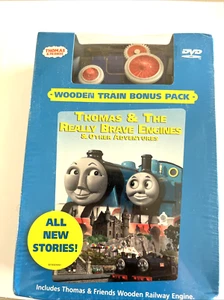 THOMAS
& FRIENDS
DVD
WOODEN TRAIN BONUS PACK
THOMAS & THE
REALLY BRAVE ENGINES
& OTHER ADVENTURES
ALL
NEW
STORIES!
Includes Thomas & Friends Wooden Railway Engine.